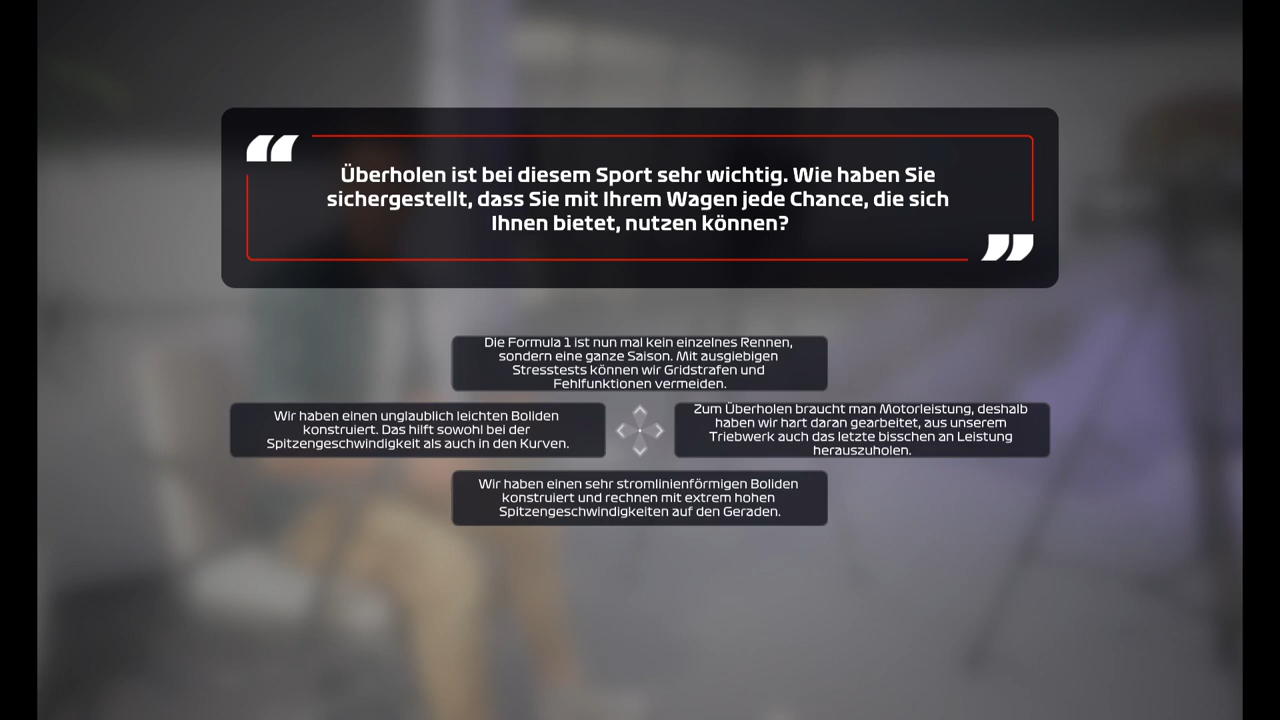 Überholen ist bei diesem Sport sehr wichtig. Wie haben Sie
sichergestellt, dass Sie mit Ihrem Wagen jede Chance, die sich
Ihnen bietet, nutzen können?
Die Formula 1 ist nun mal kein einzelnes Rennen,
sondern eine ganze Saison. Mit ausgiebigen
Stresstests können wir Gridstrafen und
Fehlfunktionen vermeiden.
Wir haben einen unglaublich leichten Boliden
konstruiert. Das hilft sowohl bei der
Spitzengeschwindigkeit als auch in den Kurven.
Zum Überholen braucht man Motorleistung, deshalb
haben wir hart daran gearbeitet, aus unserem
Triebwerk auch das letzte bisschen an Leistung
herauszuholen.
Wir haben einen sehr stromlinienförmigen Boliden
konstruiert und rechnen mit extrem hohen
Spitzengeschwindigkeiten auf den Geraden.